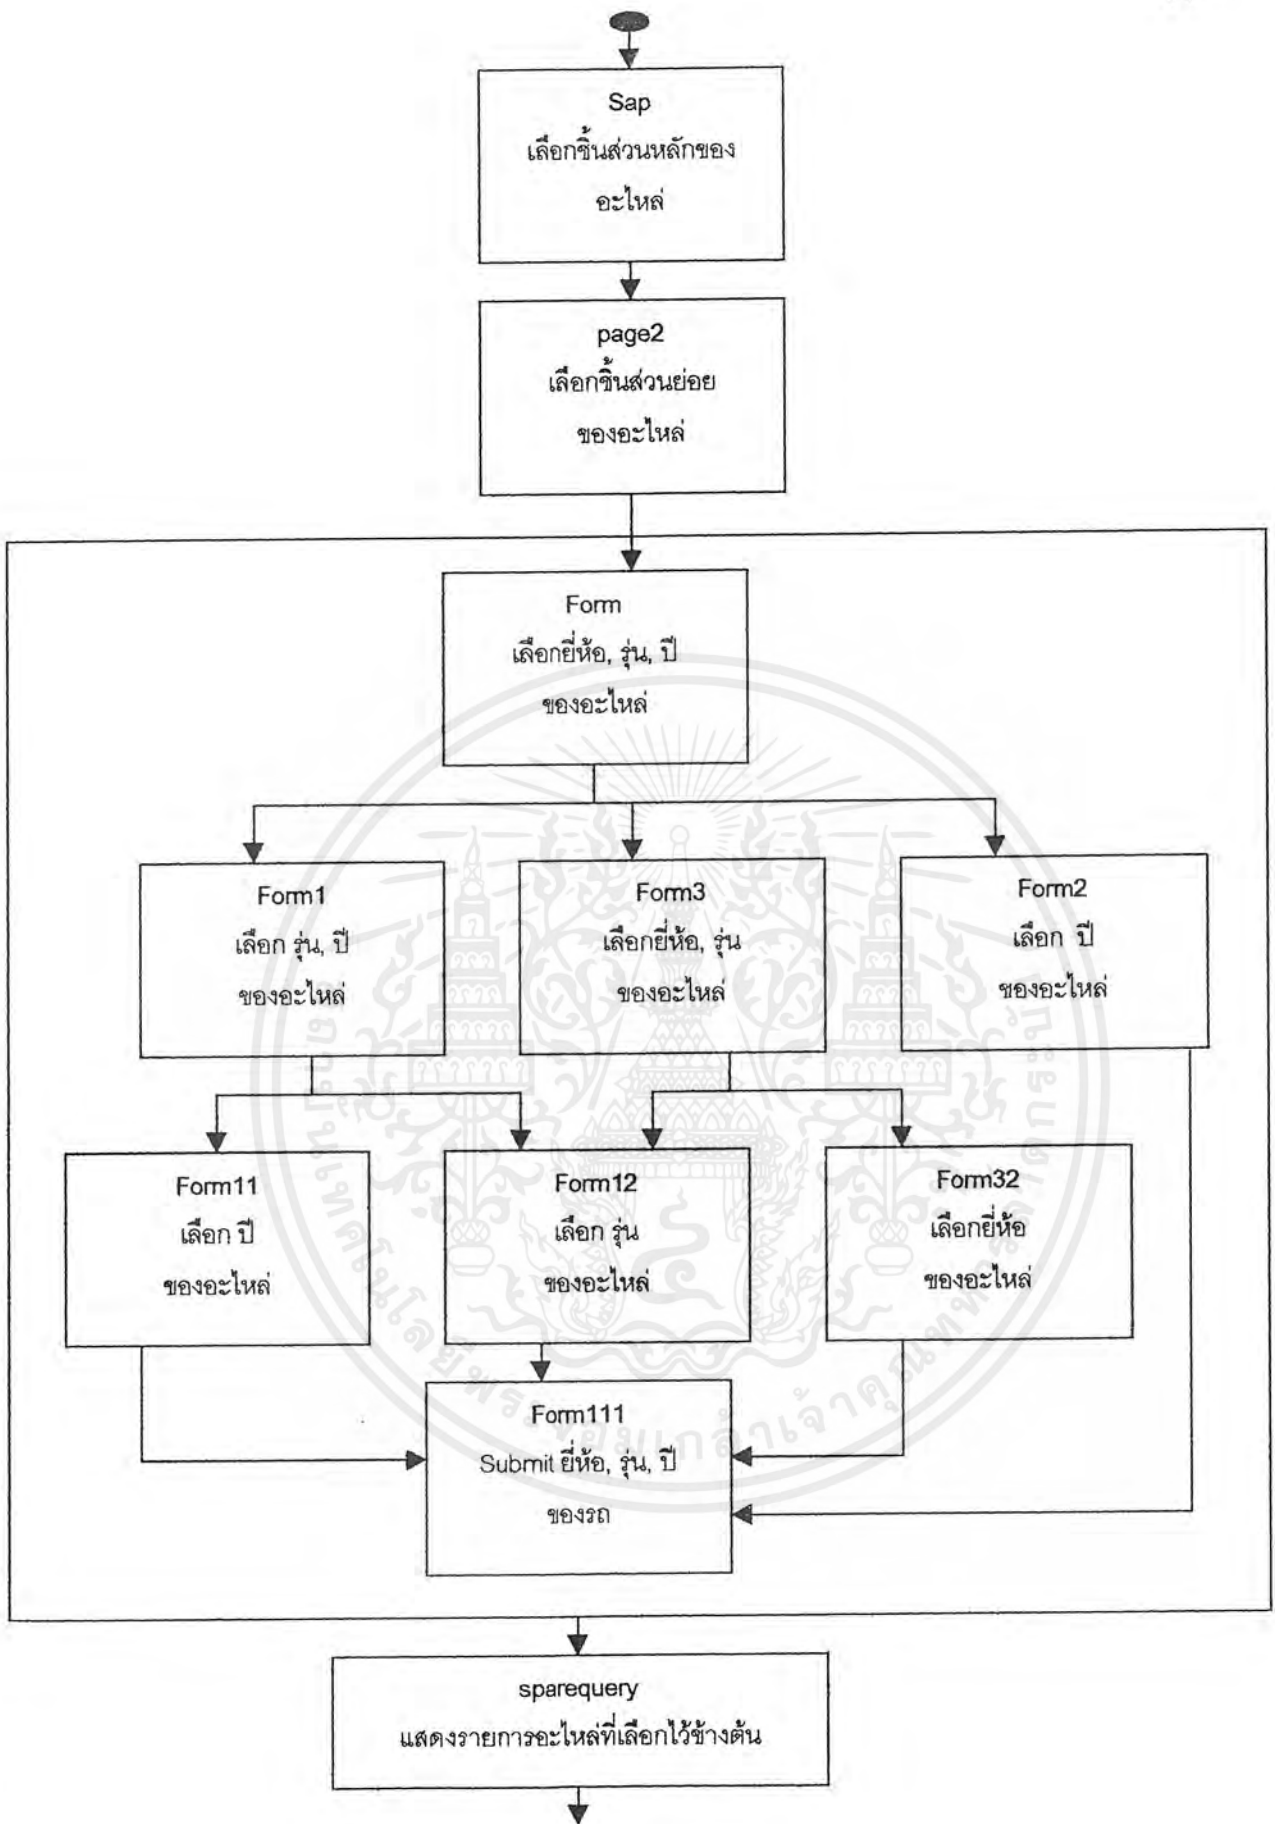 Sap
เลือกชิ้นส่วนหลักของ
อะไหล่
page2
เลือกชิ้นส่วนย่อย
ของอะไหล่
Form
เลือกยี่ห้อ, รุ่น, ปี
ของอะไหล่
Form1
เลือก รุ่น, ปี
ของอะไหล่
Form3
เลือกยี่ห้อ, รุ่น
ของอะไหล่
Form2
เลือก ปี
ของอะไหล่
Form11
เลือก ปี
ของอะไหล่
Form12
เลือก รุ่น
ของอะไหล่
Form32
เลือกยี่ห้อ
ของอะไหล่
Form111
Submit ยี่ห้อ, รุ่น, ปี
ของรถ
sparequery
แสดงรายการอะไหล่ที่เลือกไว้ข้างต้น